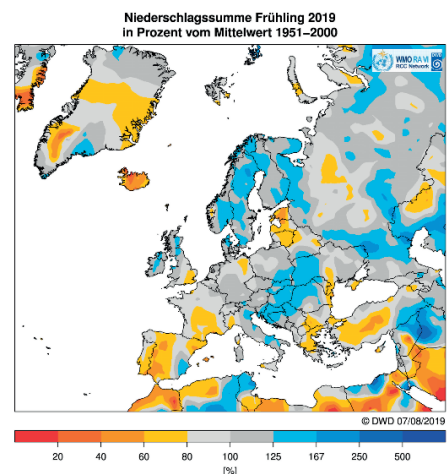 Niederschlagssumme Frühling 2019
in Prozent vom Mittelwert 1951–2000
WMO RA VI
RCC Network
© DWD 07/08/2019
20 40 60 80 100 125 167 250 500
[%]